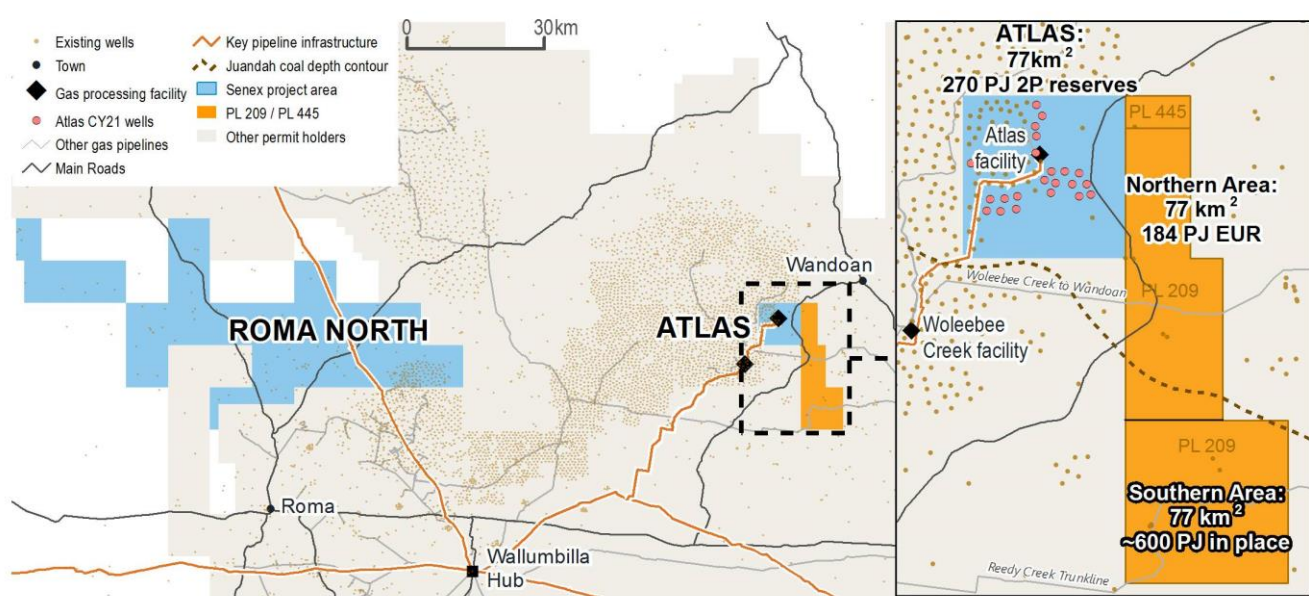 Existing wells
Town
Gas processing facility
Atlas CY21 wells
Other gas pipelines
Main Roads
Key pipeline infrastructure
Juandah coal depth contour
Senex project area
PL 209 / PL 445
Other permit holders
0 30km
ROMA NORTH
ATLAS
Wandoan
Roma
Wallumbilla
Hub
ATLAS:
77km²
270 PJ 2P reserves
PL 445
Atlas
facility
Northern Area:
77 km²
184 PJ EUR
Woleebee Creek to Wandoan
PL 209
Woleebee
Creek facility
PL 209
Southern Area:
77 km²
~600 PJ in place
Reedy Creek Trunkline